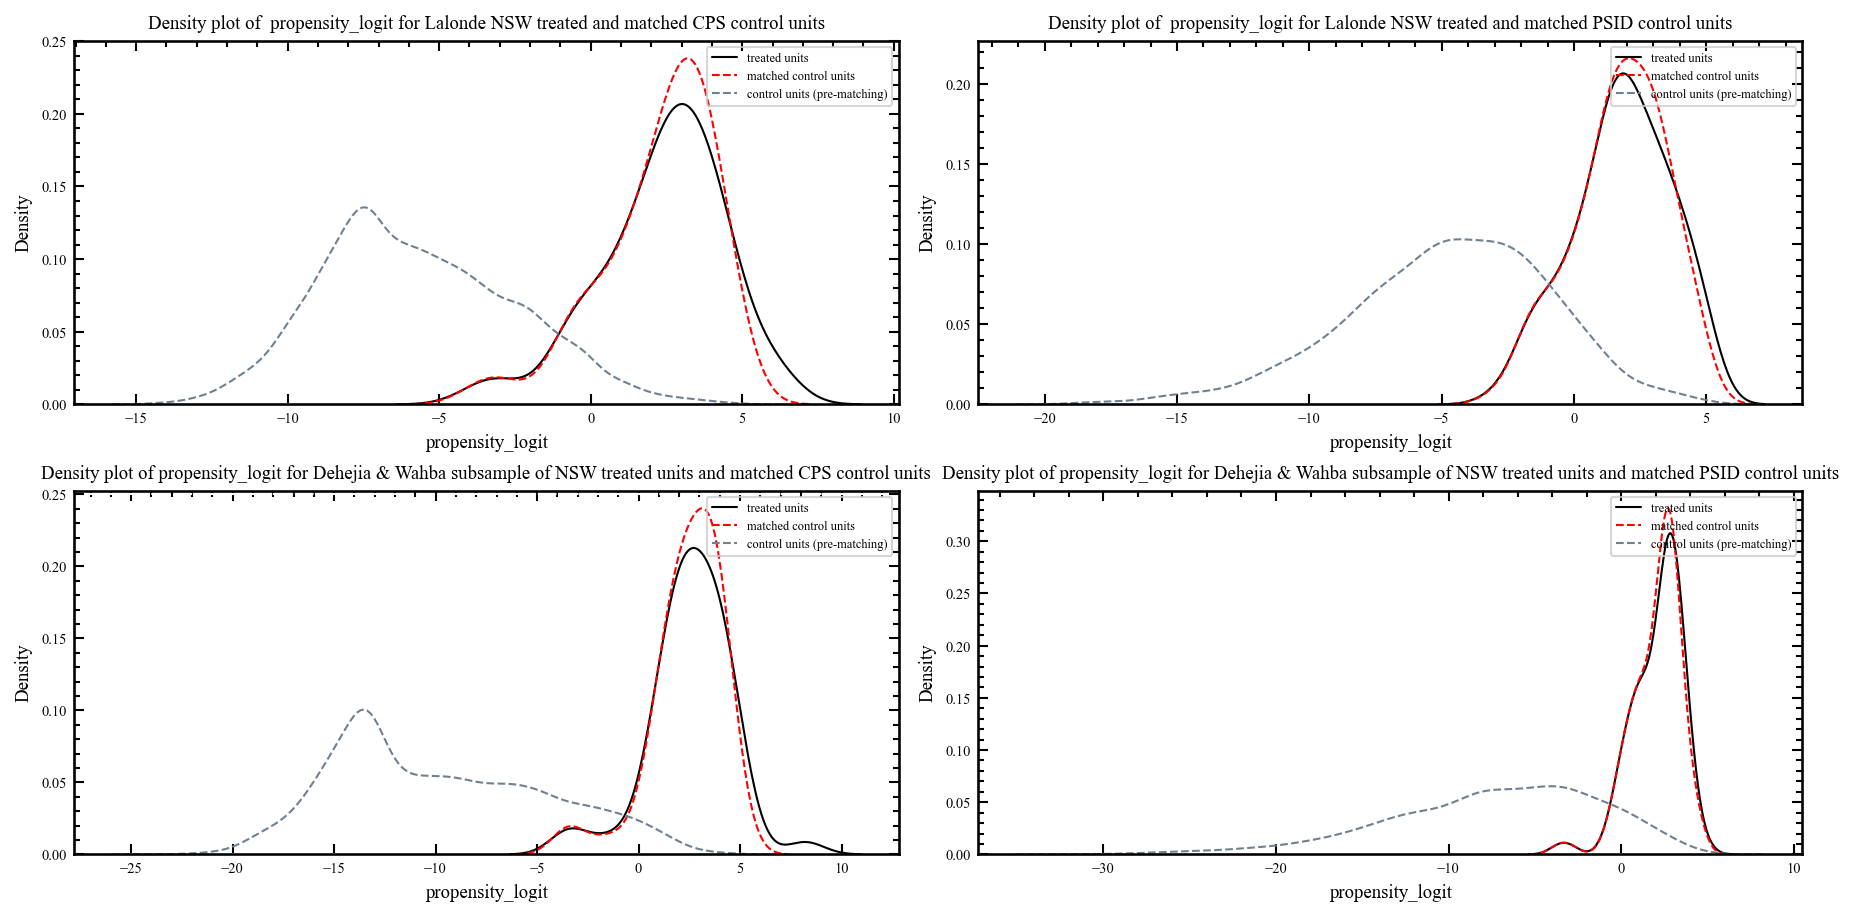 Density plot of  propensity_logit for Lalonde NSW treated and matched CPS control units
0.25
0.20
0.15
0.10
0.05
0.00
Density
treated units
matched control units
control units (pre-matching)
−15
−10
−5
0
5
10
propensity_logit
Density plot of  propensity_logit for Lalonde NSW treated and matched PSID control units
0.20
0.15
0.10
0.05
0.00
Density
treated units
matched control units
control units (pre-matching)
−20
−15
−10
−5
0
5
propensity_logit
Density plot of propensity_logit for Dehejia & Wahba subsample of NSW treated units and matched CPS control units
0.25
0.20
0.15
0.10
0.05
0.00
Density
treated units
matched control units
control units (pre-matching)
−25
−20
−15
−10
−5
0
5
10
propensity_logit
Density plot of propensity_logit for Dehejia & Wahba subsample of NSW treated units and matched PSID control units
0.30
0.25
0.20
0.15
0.10
0.05
0.00
Density
treated units
matched control units
control units (pre-matching)
−30
−20
−10
0
10
propensity_logit